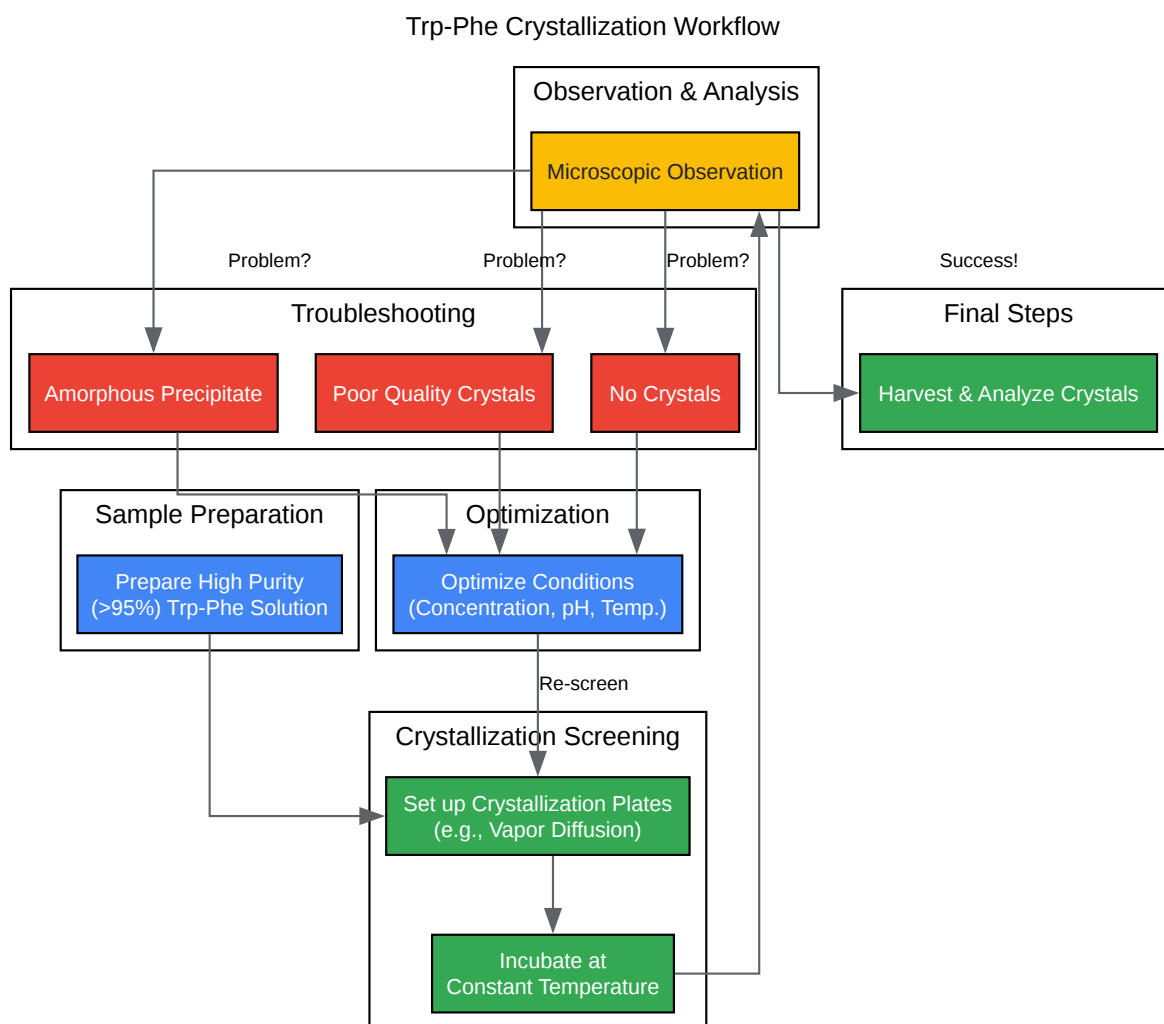 Trp-Phe Crystallization Workflow
Observation & Analysis
Microscopic Observation
Problem?
Problem?
Problem?
Success!
Troubleshooting
Final Steps
Amorphous Precipitate
Poor Quality Crystals
No Crystals
Harvest & Analyze Crystals
Sample Preparation
Optimization
Prepare High Purity
(>95%) Trp-Phe Solution
Optimize Conditions
(Concentration, pH, Temp.)
Re-screen
Crystallization Screening
Set up Crystallization Plates
(e.g., Vapor Diffusion)
Incubate at
Constant Temperature